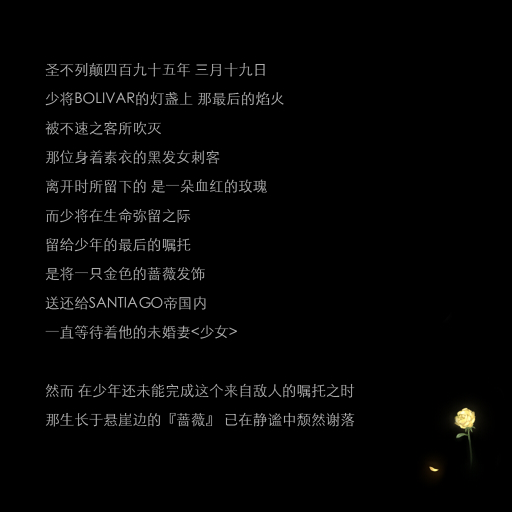 圣不列颠四百九十五年 三月十九日
少将BOLIVAR的灯盏上 那最后的焰火
被不速之客所吹灭
那位身着素衣的黑发女刺客
离开时所留下的 是一朵血红的玫瑰
而少将在生命弥留之际
留给少年的最后的嘱托
是将一只金色的蔷薇发饰
送还给SANTIAGO帝国内
一直等待着他的未婚妻<少女>
然而 在少年还未能完成这个来自敌人的嘱托之时
那生长于悬崖边的『蔷薇』 已在静谧中颓然谢落